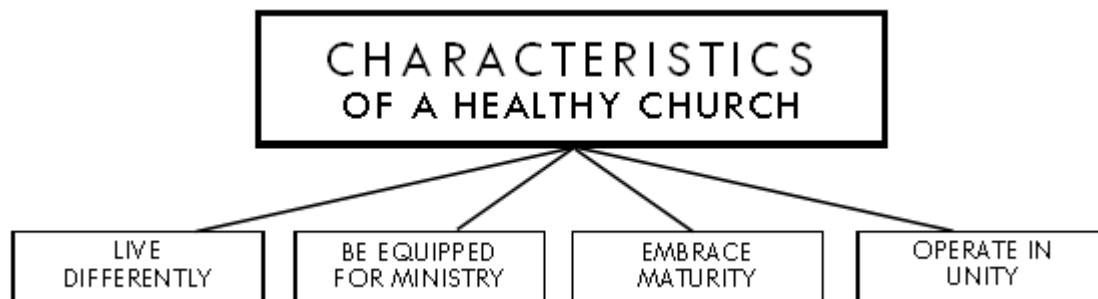 CHARACTERISTICS
OF A HEALTHY CHURCH
LIVE
DIFFERENTLY
BE EQUIPPED
FOR MINISTRY
EMBRACE
MATURITY
OPERATE IN
UNITY